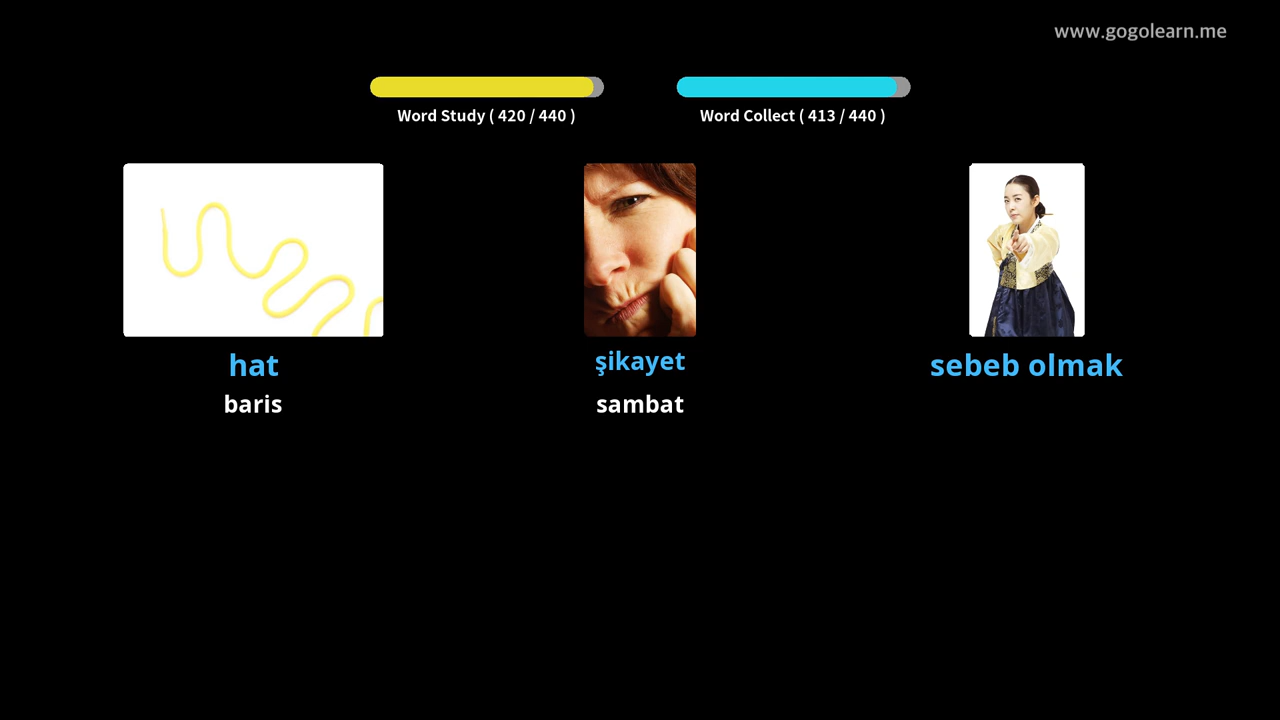 www.gogolearn.me
Word Study ( 420 / 440 )
Word Collect ( 413 / 440 )
hat
baris
şikayet
sambat
sebeb olmak